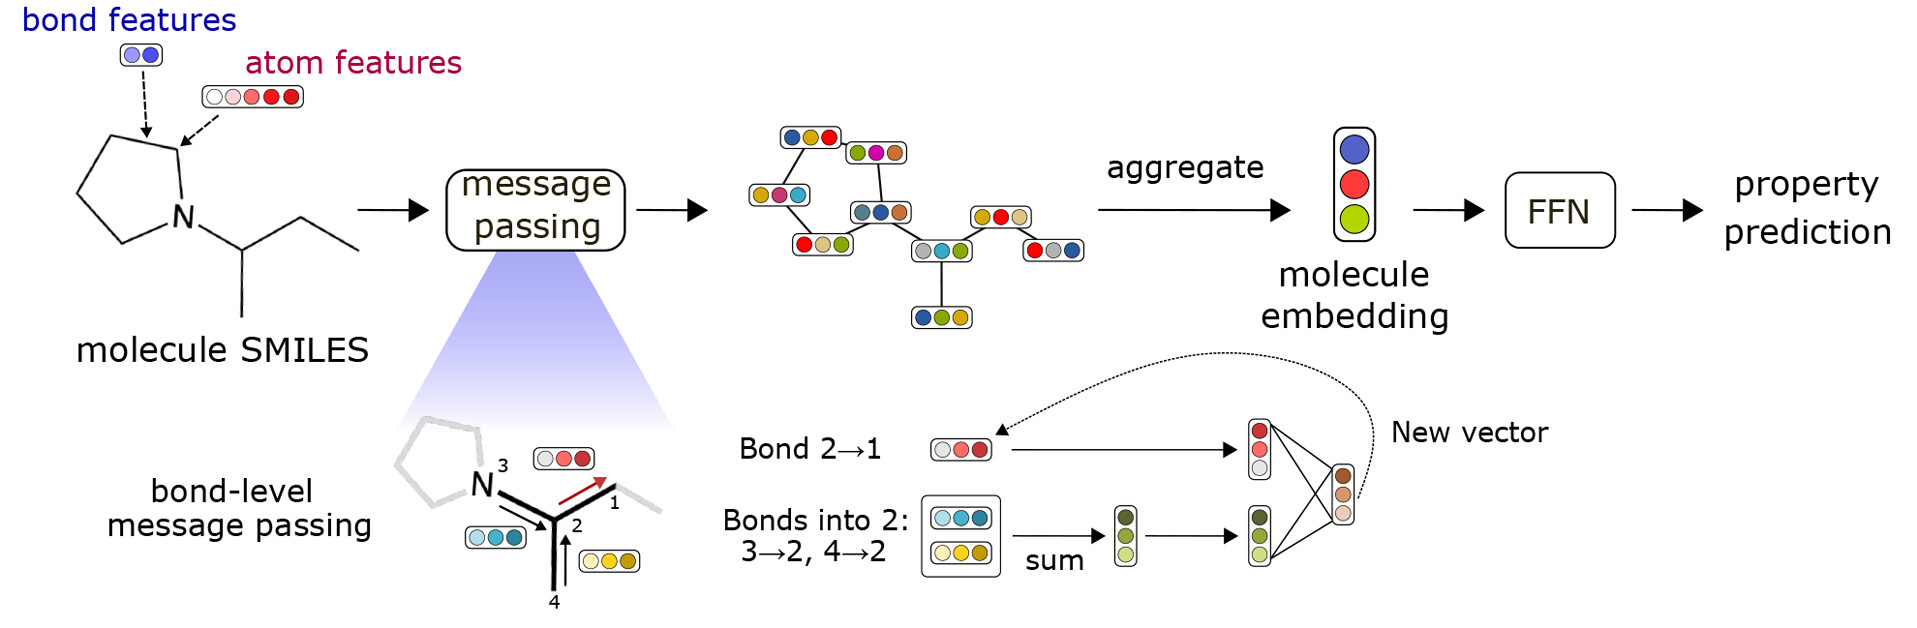 bond features
atom features
N
molecule SMILES
message
passing
aggregate
molecule
embedding
FFN
property
prediction
bond-level
message passing
N
3
2
1
4
Bond 2→1
Bonds into 2:
3→2, 4→2
sum
New vector